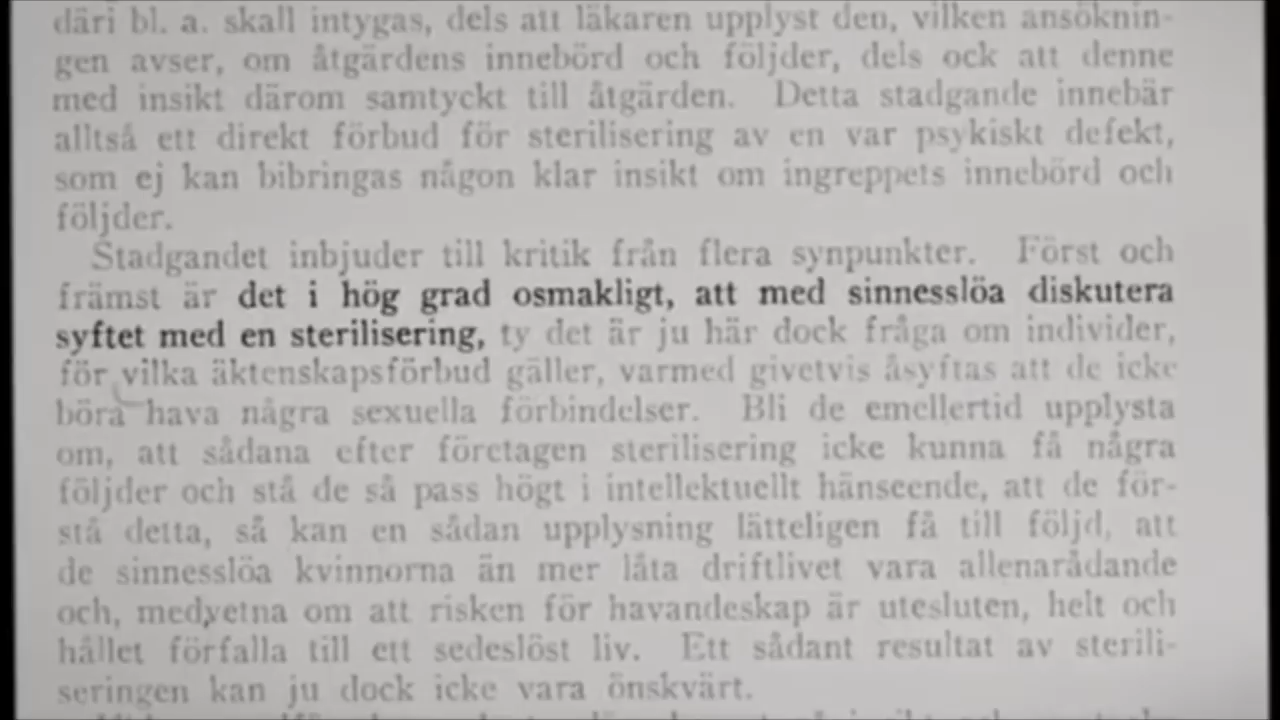 däri bl. a. skall intygas, dels att läkaren upplyst den, vilken ansöknin-
gen avser, om åtgärdens innebörd och följder, dels ock att denne
med insikt därom samtyckt till åtgärden. Detta stadgande innebär
alltså ett direkt förbud för sterilisering av en var psykiskt defekt,
som ej kan bibringas någon klar insikt om ingreppets innebörd och
följder.
Stadgandet inbjuder till kritik från flera synpunkter. Först och
främst är det i hög grad osmakligt, att med sinnesslöa diskutera
syftet med en sterilisering, ty det är ju här dock fråga om individer,
för vilka äktenskapsförbud gäller, varmed givetvis åsyftas att de icke
böra hava några sexuella förbindelser. Bli de emellertid upplysta
om, att sådana efter företagen sterilisering icke kunna få några
följder och stå de så pass högt i intellektuellt hänseende, att de för-
stå detta, så kan en sådan upplysning lätteligen få till följd, att
de sinnesslöa kvinnorna än mer låta driftlivet vara allenarådande
och, medvetna om att risken för havandeskap är utesluten, helt och
hållet förfalla till ett sedeslöst liv. Ett sådant resultat av sterili-
seringen kan ju dock icke vara önskvärt.